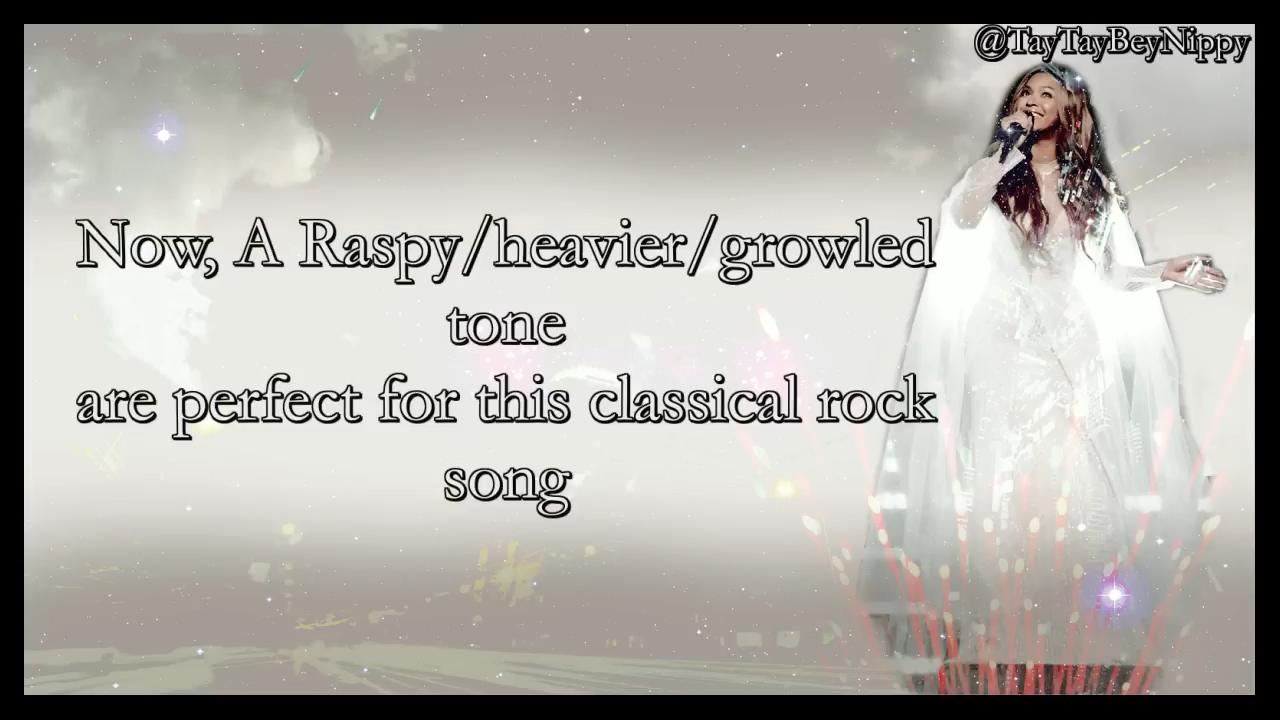 @TayTayBeyNippy
Now, A Raspy/heavier/growled
tone
are perfect for this classical rock
song